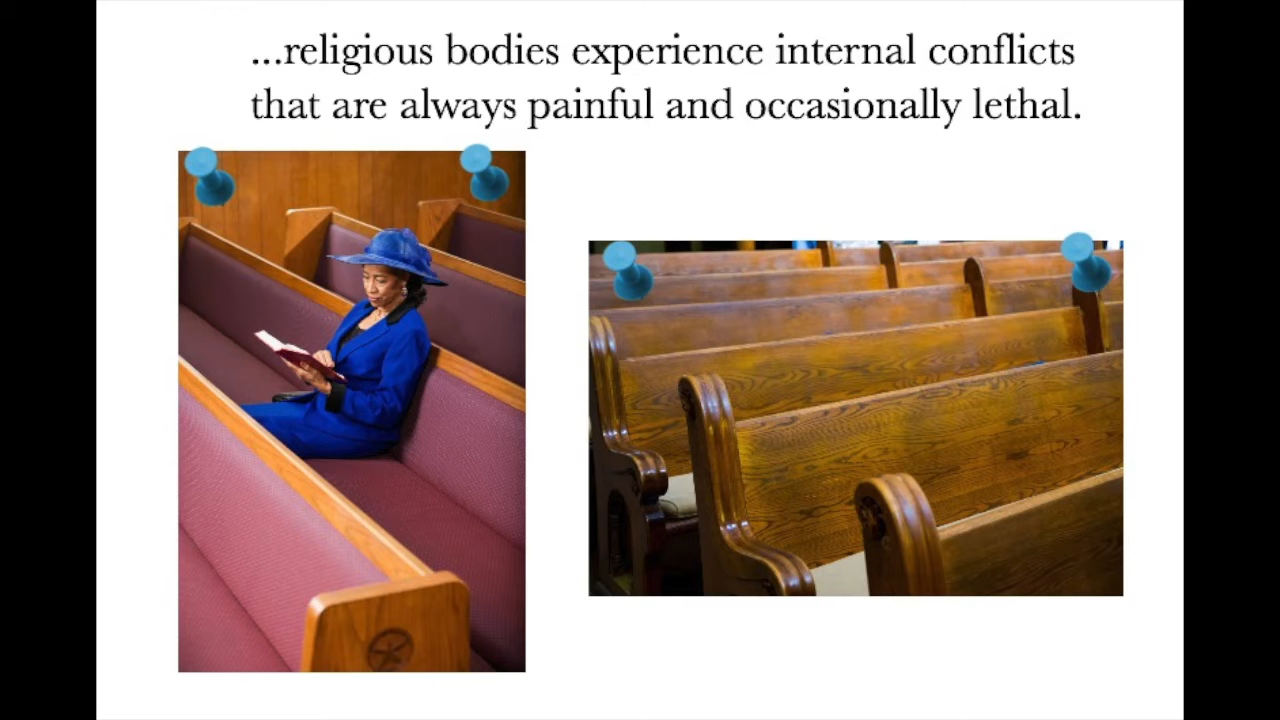 ...religious bodies experience internal conflicts
that are always painful and occasionally lethal.